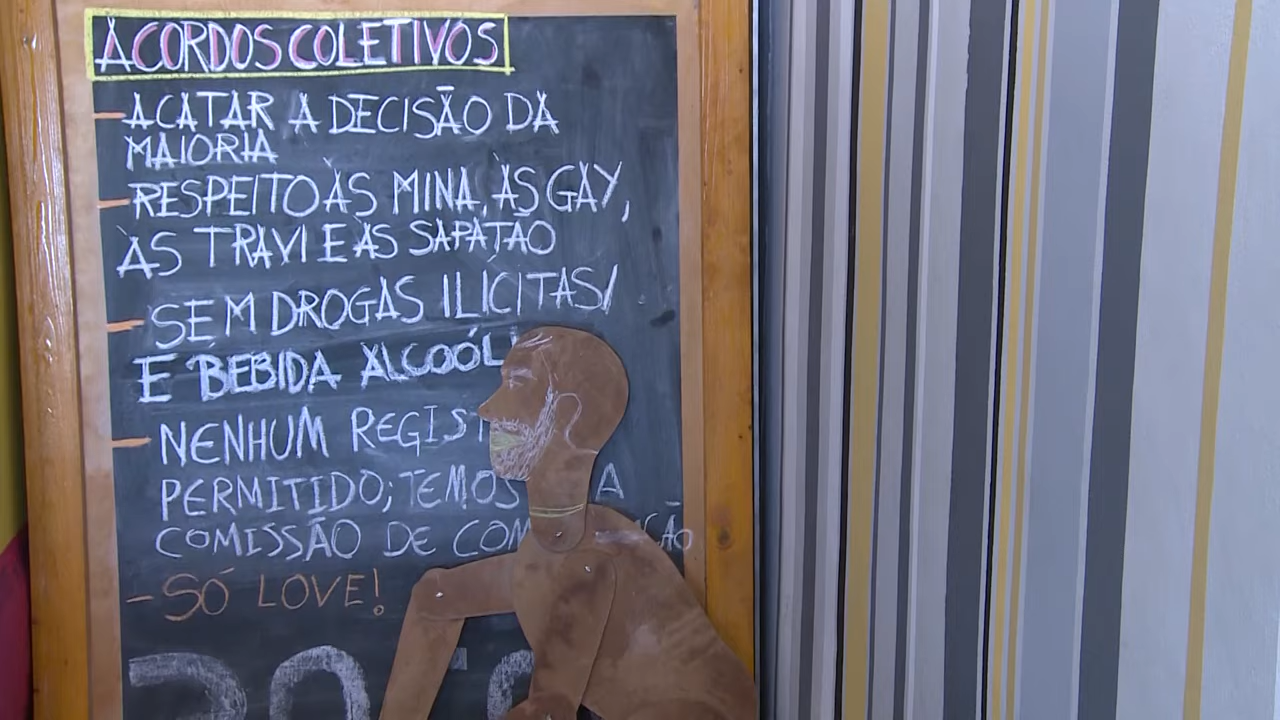 ACORDOS COLETIVOS
- ACATAR A DECISÃO DA
MAIORIA
- RESPEITO ÀS MINA, ÀS GAY,
ÀS TRAVI E ÀS SAPATÃO
- SEM DROGAS ILÍCITAS/
E BEBIDA
- NENHUM
PERMITIDO; TEMOS A
COMISSÃO DE
- SÓ LOVE!